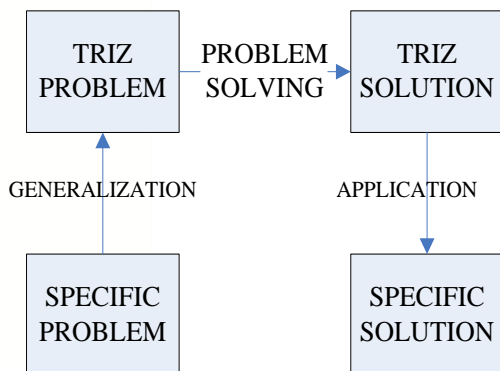 TRIZ
PROBLEM
PROBLEM
SOLVING
TRIZ
SOLUTION
GENERALIZATION
APPLICATION
SPECIFIC
PROBLEM
SPECIFIC
SOLUTION